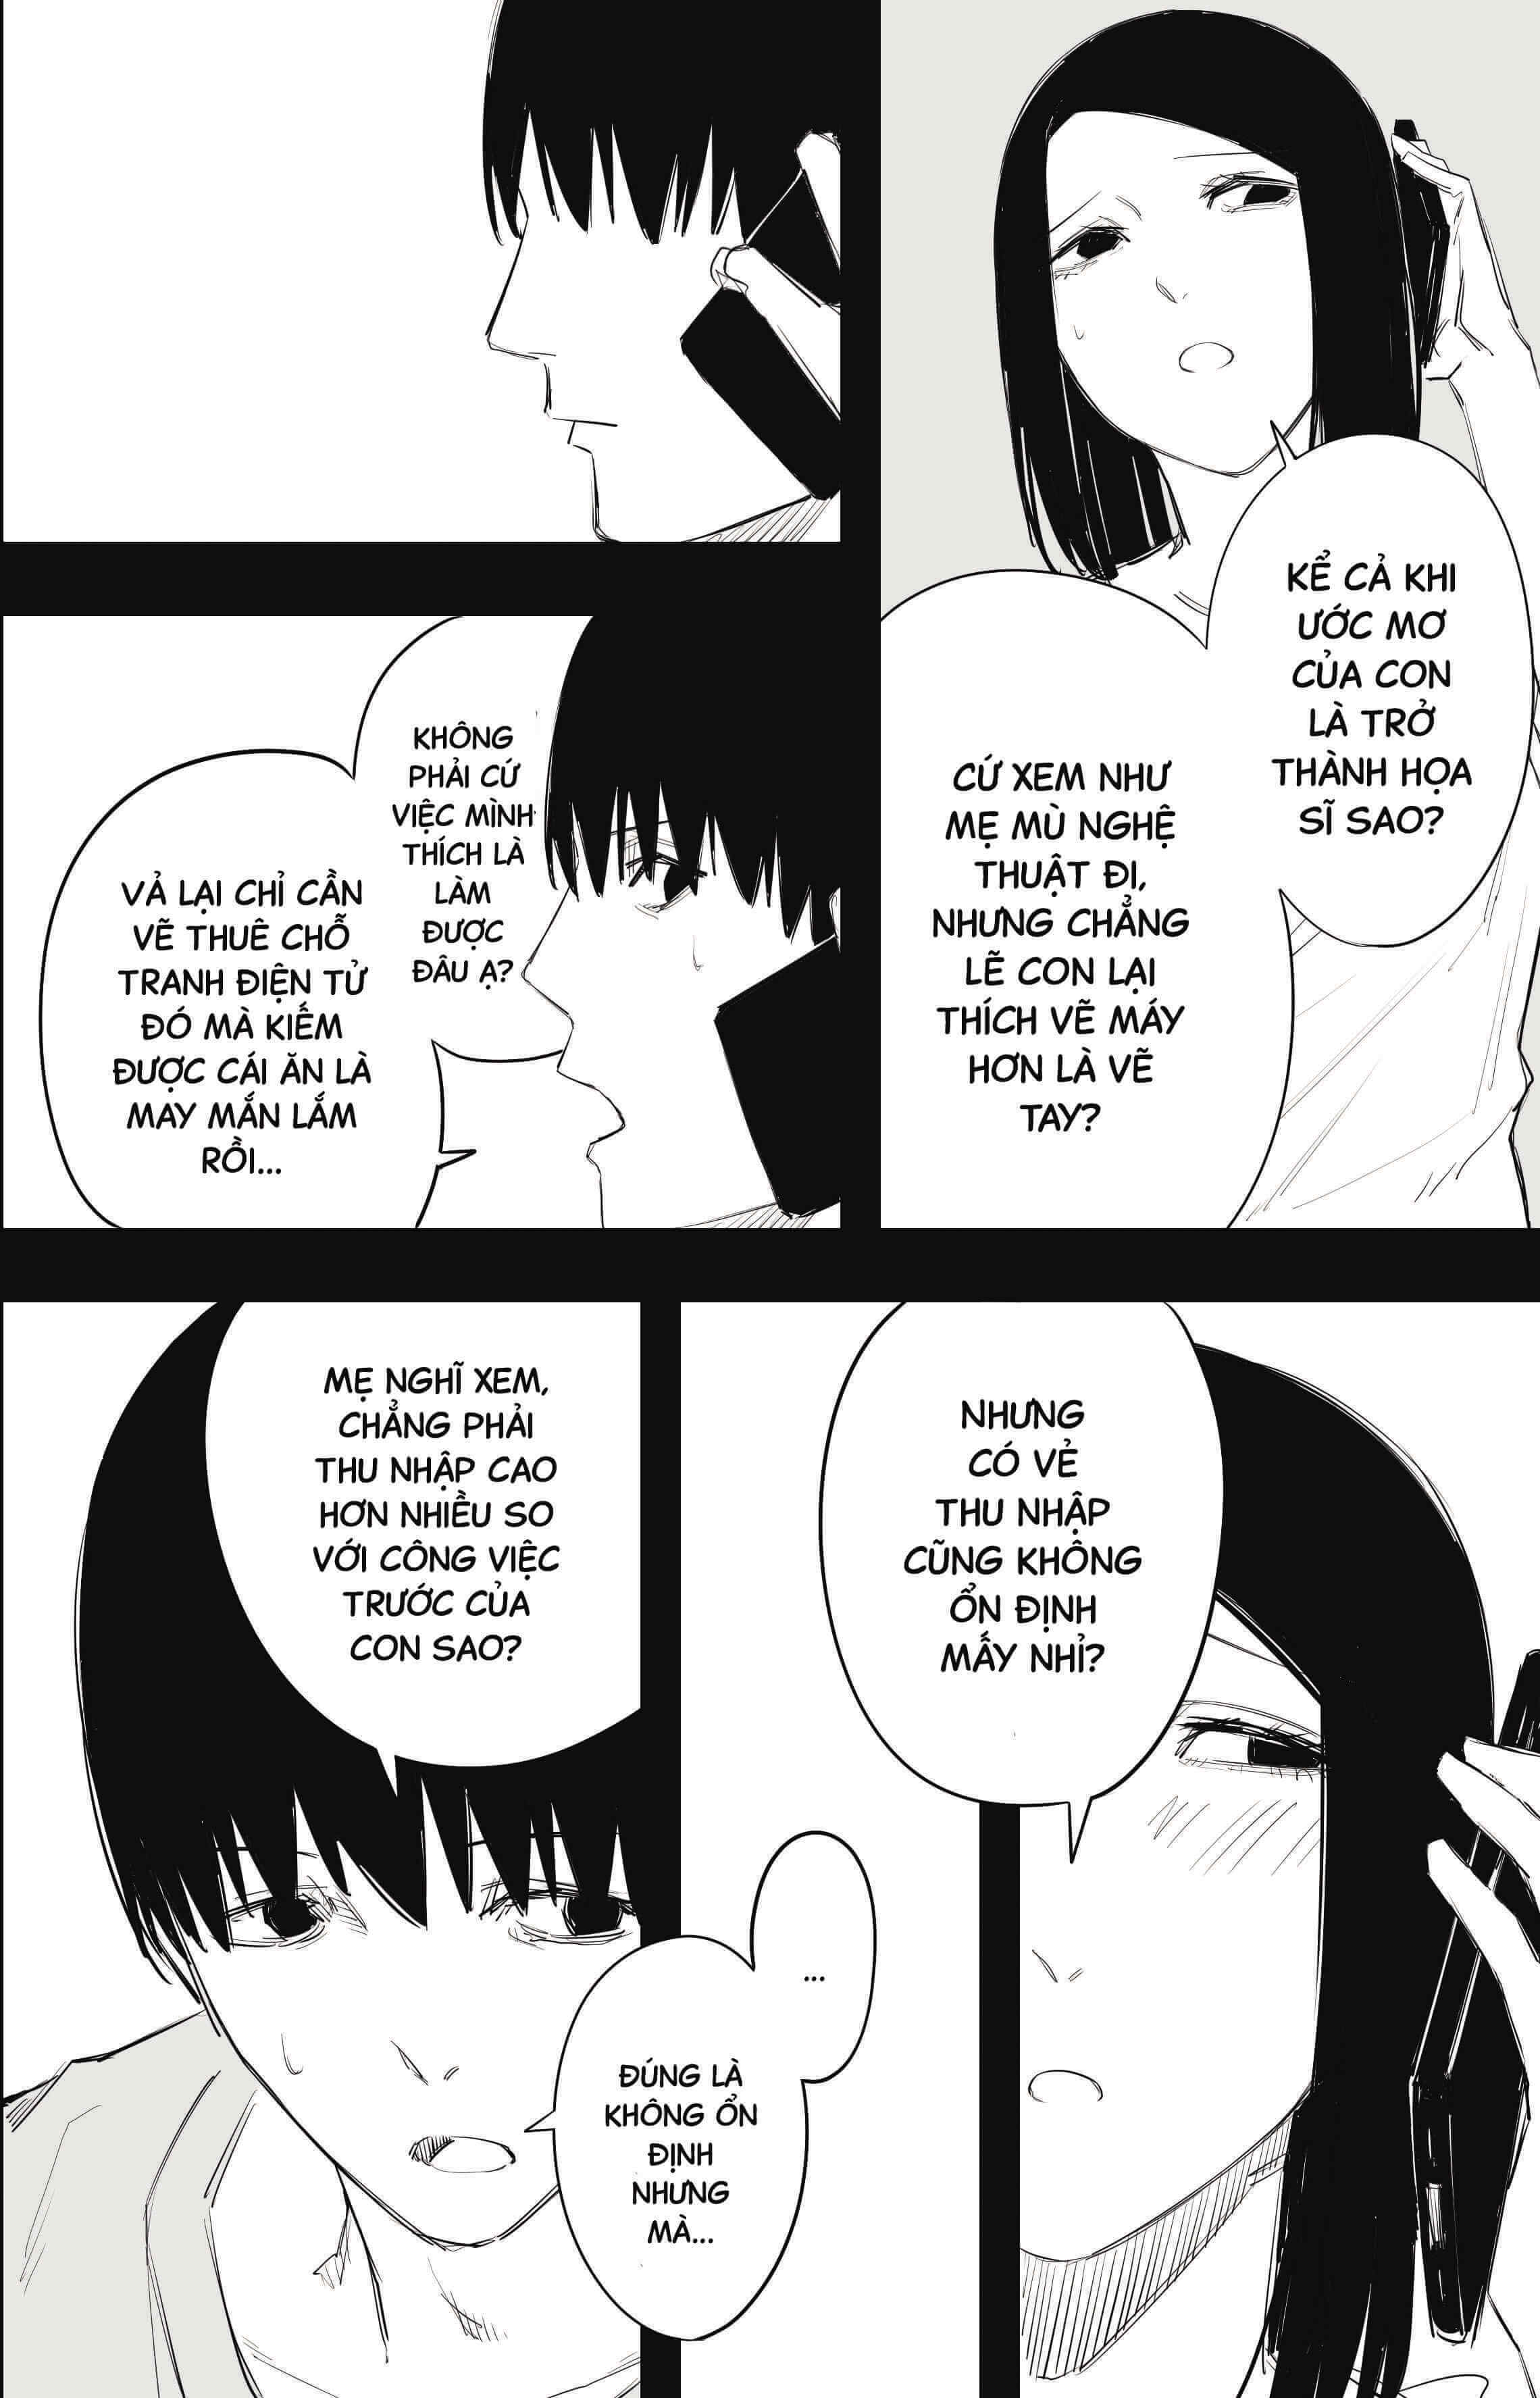 KỂ CẢ KHI
ƯỚC MƠ
CỦA CON
LÀ TRỞ
THÀNH HỌA
SĨ SAO?
CỨ XEM NHƯ
MẸ MÙ NGHỆ
THUẬT ĐI,
NHƯNG CHẲNG
LẼ CON LẠI
THÍCH VẼ MÁY
HƠN LÀ VẼ
TAY?
KHÔNG
PHẢI CỨ
VIỆC MÌNH
THÍCH LÀ
LÀM
ĐƯỢC
ĐÂU Ạ?
VẢ LẠI CHỈ CẦN
VẼ THUÊ CHỖ
TRANH ĐIỆN TỬ
ĐÓ MÀ KIẾM
ĐƯỢC CÁI ĂN LÀ
MAY MẮN LẮM
RỒI...
NHƯNG
CÓ VẺ
THU NHẬP
CŨNG KHÔNG
ỔN ĐỊNH
MẤY NHỈ?
...
ĐÚNG LÀ
KHÔNG ỔN
ĐỊNH
NHƯNG
MÀ...
MẸ NGHĨ XEM,
CHẲNG PHẢI
THU NHẬP CAO
HƠN NHIỀU SO
VỚI CÔNG VIỆC
TRƯỚC CỦA
CON SAO?